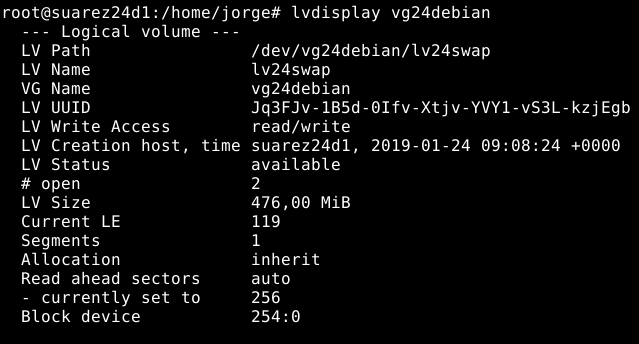 root@suarez24d1:/home/jorge# lvdisplay vg24debian
--- Logical volume ---
LV Path                /dev/vg24debian/lv24swap
LV Name                lv24swap
VG Name                vg24debian
LV UUID                Jq3FJv-1B5d-0Ifv-Xtjv-YVY1-vS3L-kzjEgb
LV Write Access        read/write
LV Creation host, time suarez24d1, 2019-01-24 09:08:24 +0000
LV Status              available
# open                 2
LV Size                476,00 MiB
Current LE             119
Segments               1
Allocation             inherit
Read ahead sectors     auto
- currently set to     256
Block device           254:0